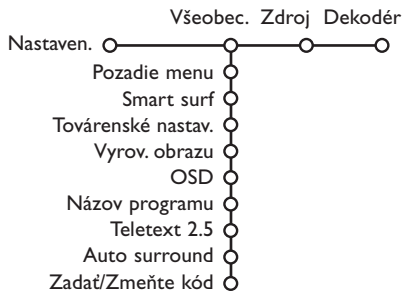 Všeobec. Zdroj Dekodér
Nastaven.
Pozadie menu
Smart surf
Továrenské nastav.
Vyrov. obrazu
OSD
Názov programu
Teletext 2.5
Auto surround
Zadať/Zmeňte kód